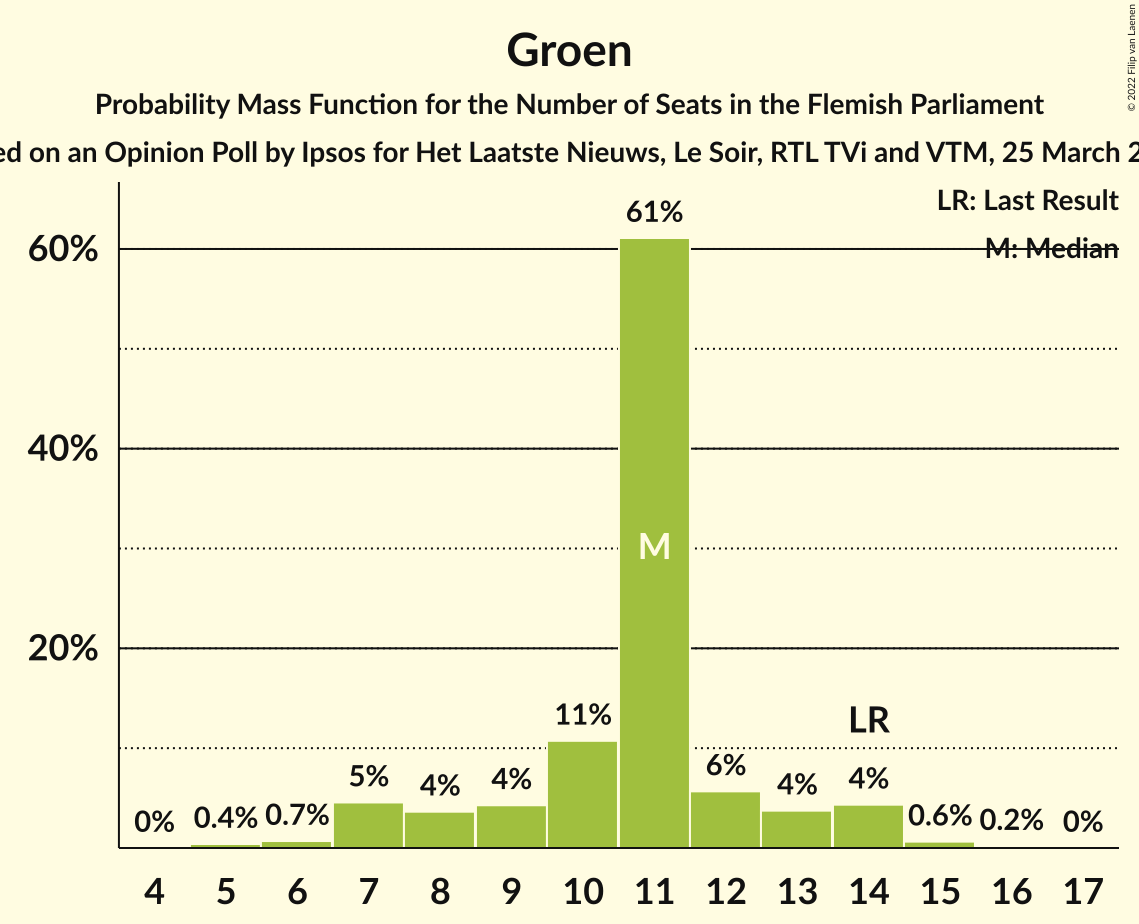 Groen
Probability Mass Function for the Number of Seats in the Flemish Parliament
on an Opinion Poll by Ipsos for Het Laatste Nieuws, Le Soir, RTL TVi and VTM, 25 March
© 2022 Filip van Laenen
LR: Last Result
M: Median
60%
40%
20%
0%
0.4%
0.7%
5%
4%
4%
11%
61%
M
6%
4%
LR
4%
0.6%
0.2%
0%
4 5 6 7 8 9 10 11 12 13 14 15 16 17